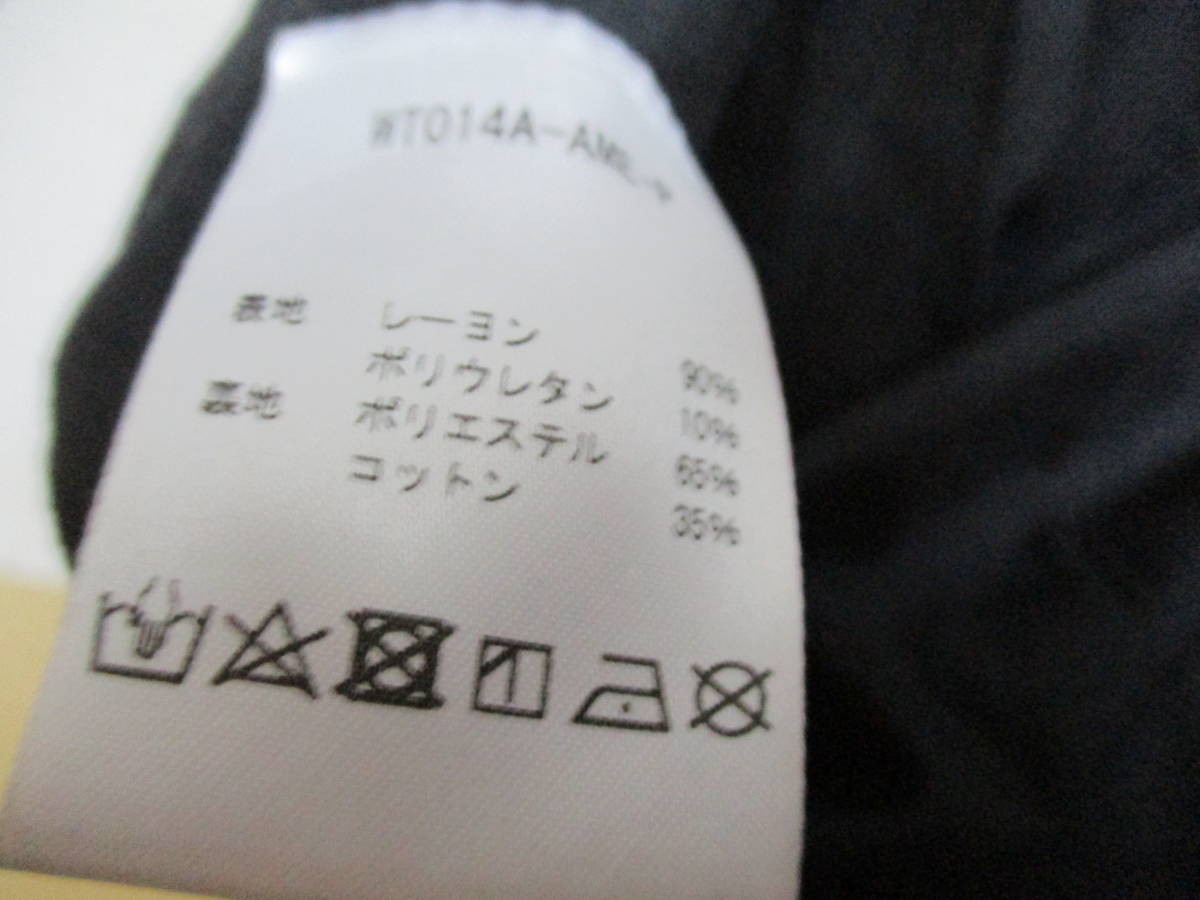 WT014A-
表地 レーヨン 90%
ポリウレタン 10%
裏地 ポリエステル 65%
コットン 35%